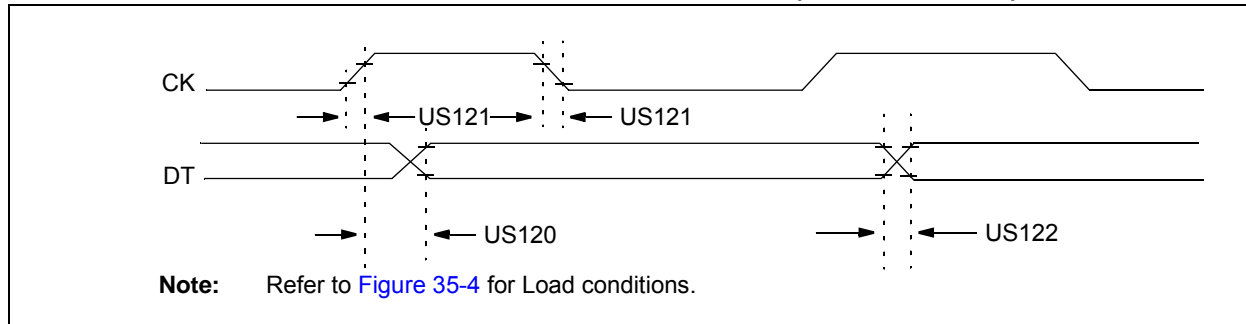 CK
US121
US121
DT
US120
US122
Note: Refer to Figure 35-4 for Load conditions.